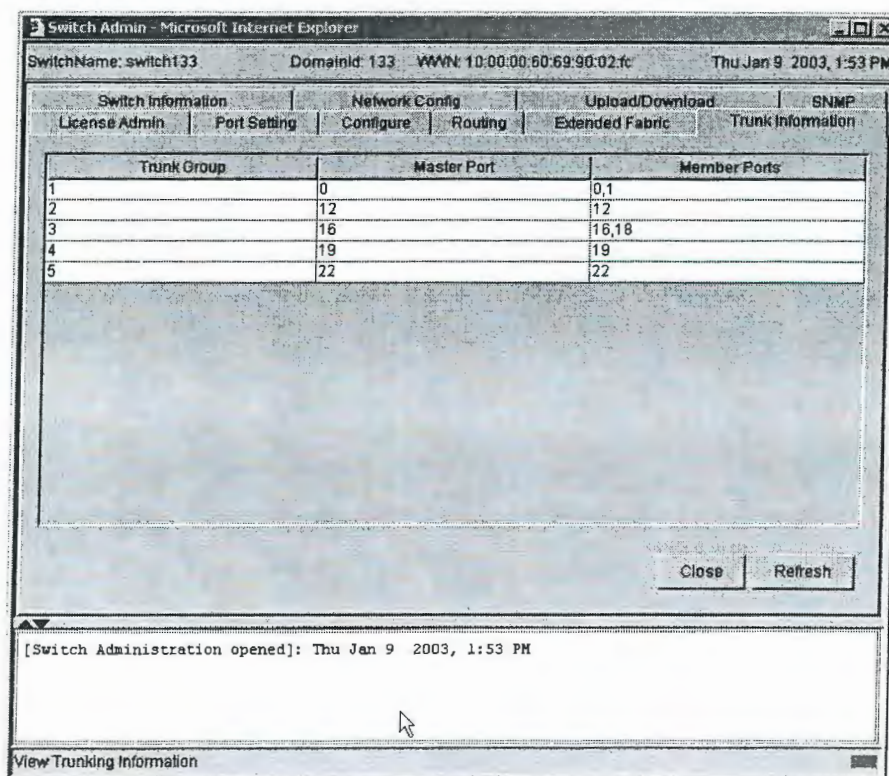 Switch Admin - Microsoft Internet Explorer
SwitchName: switch133 DomainId: 133 WWN: 10:00:00:60:69:90:02:fc Thu Jan 9 2003, 1:53 PM
Switch Information Network Config Upload/Download SNMP
License Admin Port Setting Configure Routing Extended Fabric Trunk Information
Trunk Group Master Port Member Ports
1 0 0,1
2 12 12
3 16 16,18
4 19 19
5 22 22
Close Refresh
[Switch Administration opened]: Thu Jan 9 2003, 1:53 PM
View Trunking Information